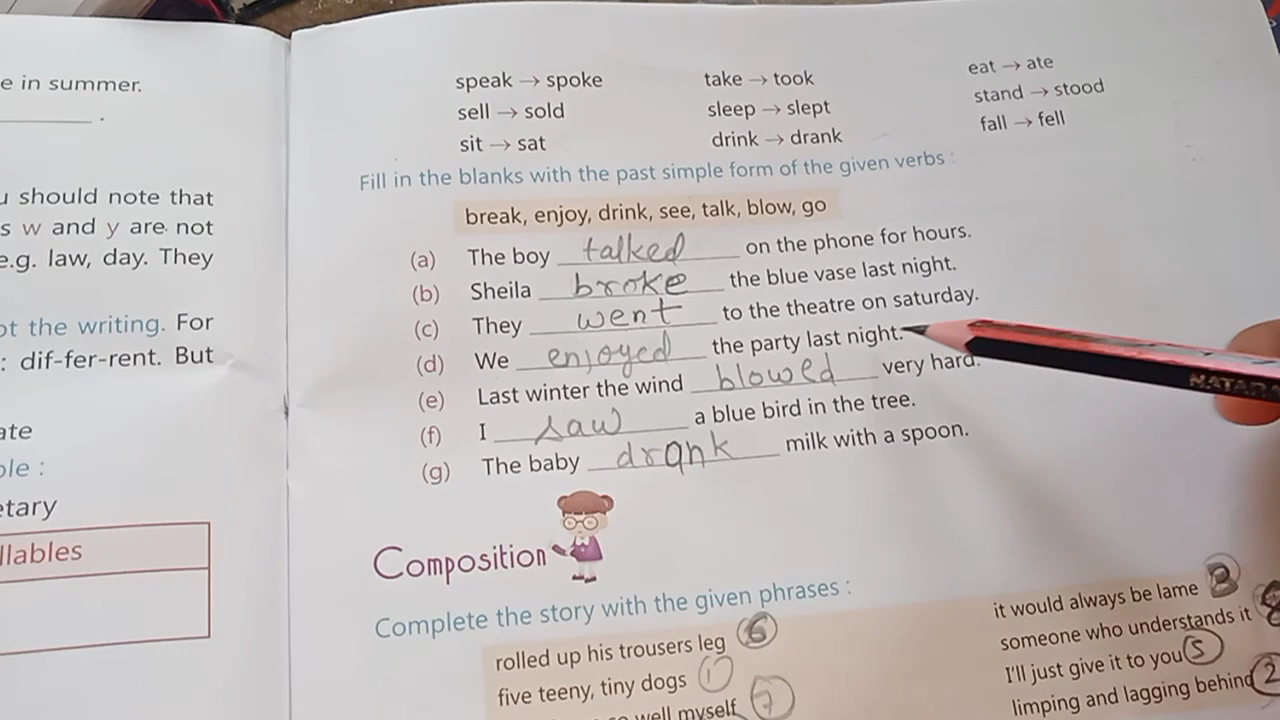 e in summer.
.
u should note that
s w and y are not
e.g. law, day. They
ot the writing. For
: dif-fer-rent. But
ate
ole :
etary
llables
speak → spoke take → took eat → ate
sell → sold sleep → slept stand → stood
sit → sat drink → drank fall → fell
Fill in the blanks with the past simple form of the given verbs :
break, enjoy, drink, see, talk, blow, go
(a) The boy talked on the phone for hours.
(b) Sheila broke the blue vase last night.
(c) They went to the theatre on saturday.
(d) We enjoyed the party last night.
(e) Last winter the wind blowed very hard.
(f) I saw a blue bird in the tree.
(g) The baby drank milk with a spoon.
Composition
Complete the story with the given phrases :
rolled up his trousers leg 6
five teeny, tiny dogs 1
well myself 7
it would always be lame
someone who understands it
I'll just give it to you 5
limping and lagging behind 2
NATARA